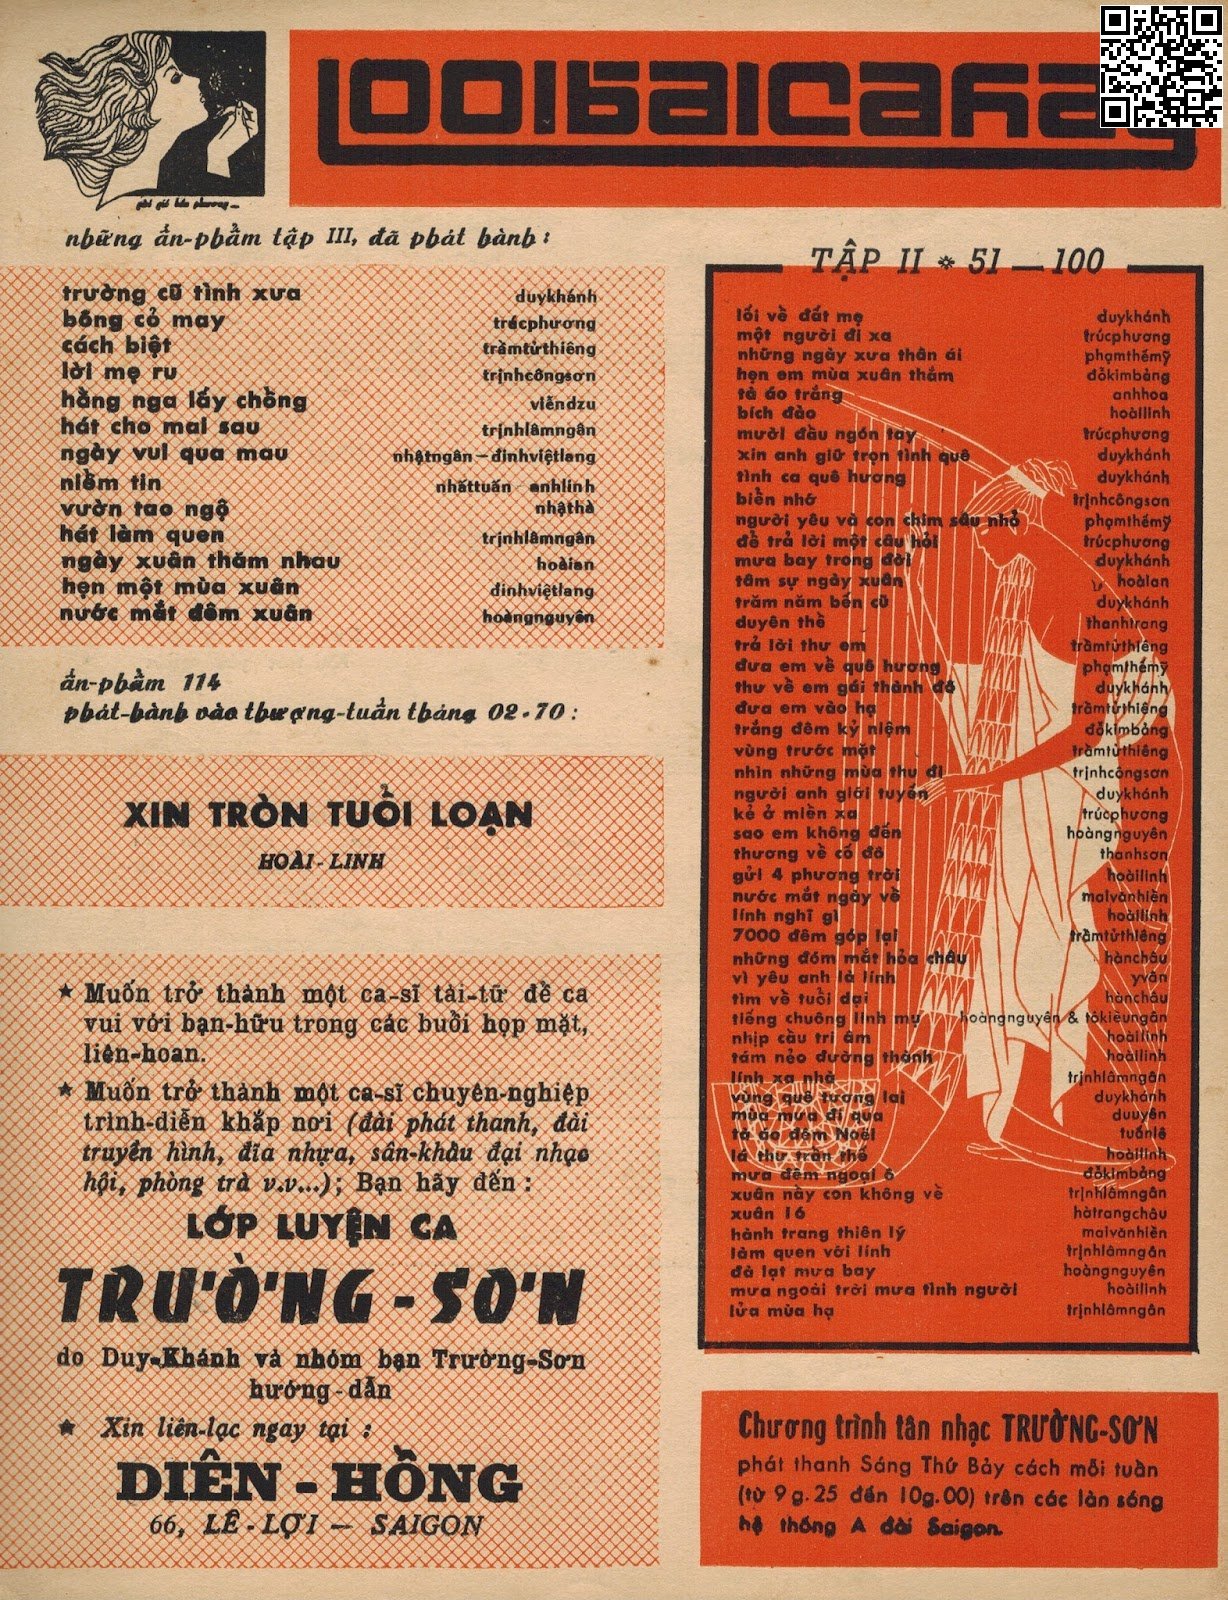 1001baicahay
gửi gió cho phương...
những ấn-phẩm tập III, đã phát hành :
trường cũ tình xưa duykhánh
bông cỏ may trúcphương
cách biệt trầmtửthiêng
lời mẹ ru trịnhcôngsơn
hằng nga lấy chồng viễndzu
hát cho mai sau trịnhlâmngân
ngày vui qua mau nhậtngân – đinhviệtlang
niềm tin nhấttuấn anhlinh
vườn tao ngộ nhậthà
hát làm quen trịnhlâmngân
ngày xuân thăm nhau hoàian
hẹn một mùa xuân đinhviệtlang
nước mắt đêm xuân hoàngnguyên
ấn-phẩm 114
phát-hành vào thượng-tuần tháng 02-70 :
XIN TRÒN TUỔI LOẠN
HOÀI-LINH
★ Muốn trở thành một ca-sĩ tài-tử để ca
vui với bạn-hữu trong các buổi họp mặt,
liên-hoan.
★ Muốn trở thành một ca-sĩ chuyên-nghiệp
trình-diễn khắp nơi (đài phát thanh, đài
truyền hình, đĩa nhựa, sân-khấu đại nhạc
hội, phòng trà v.v...); Bạn hãy đến :
LỚP LUYỆN CA
TRƯỜNG-SƠN
do Duy-Khánh và nhóm bạn Trường-Sơn
hướng-dẫn
★ Xin liên-lạc ngay tại :
DIÊN-HỒNG
66, LÊ-LỢI — SAIGON
TẬP II ✲ 51 — 100
lối về đất mẹ duykhánh
một người đi xa trúcphương
những ngày xưa thân ái phạmthếmỹ
hẹn em mùa xuân thắm đỗkimbảng
tà áo trắng anhhoa
bích đào hoàilinh
mười đầu ngón tay trúcphương
xin anh giữ trọn tình quê duykhánh
tình ca quê hương duykhánh
biển nhớ trịnhcôngsơn
người yêu và con chim sâu nhỏ phạmthếmỹ
để trả lời một câu hỏi trúcphương
mưa bay trong đời duykhánh
tâm sự ngày xuân hoàian
trăm năm bến cũ duykhánh
duyên thề thanhtrang
trả lời thư em trầmtửthiêng
đưa em về quê hương phạmthếmỹ
thư về em gái thành đô duykhánh
đưa em vào hạ trầmtửthiêng
trắng đêm kỷ niệm đỗkimbảng
vùng trước mặt trầmtửthiêng
nhìn những mùa thu đi trịnhcôngsơn
người anh giới tuyến duykhánh
kẻ ở miền xa trúcphương
sao em không đến hoàngnguyên
thương về cố đô thanhsơn
gửi 4 phương trời hoàilinh
nước mắt ngày về maivănhiền
lính nghĩ gì hoàilinh
7000 đêm góp lại trầmtửthiêng
những đóm mắt hỏa châu hànchâu
vì yêu anh là lính yvân
tìm về tuổi dại hànchâu
tiếng chuông linh mụ hoàngnguyên & tôkiềungân
nhịp cầu tri âm hoàilinh
tám nẻo đường thành hoàilinh
lính xa nhà trịnhlâmngân
vùng quê tương lai duykhánh
mùa mưa đi qua duuyên
tà áo đêm Noël tuấnlê
lá thư trần thế hoàilinh
mưa đêm ngoại ô đỗkimbảng
xuân này con không về trịnhlâmngân
xuân 16 hàtrangchâu
hành trang thiên lý maivănhiền
làm quen với lính trịnhlâmngân
đà lạt mưa bay hoàngnguyên
mưa ngoài trời mưa tình người hoàilinh
lửa mùa hạ trịnhlâmngân
Chương trình tân nhạc TRƯỜNG-SƠN
phát thanh Sáng Thứ Bảy cách mỗi tuần
(từ 9g.25 đến 10g.00) trên các làn sóng
hệ thống A đài Saigon.